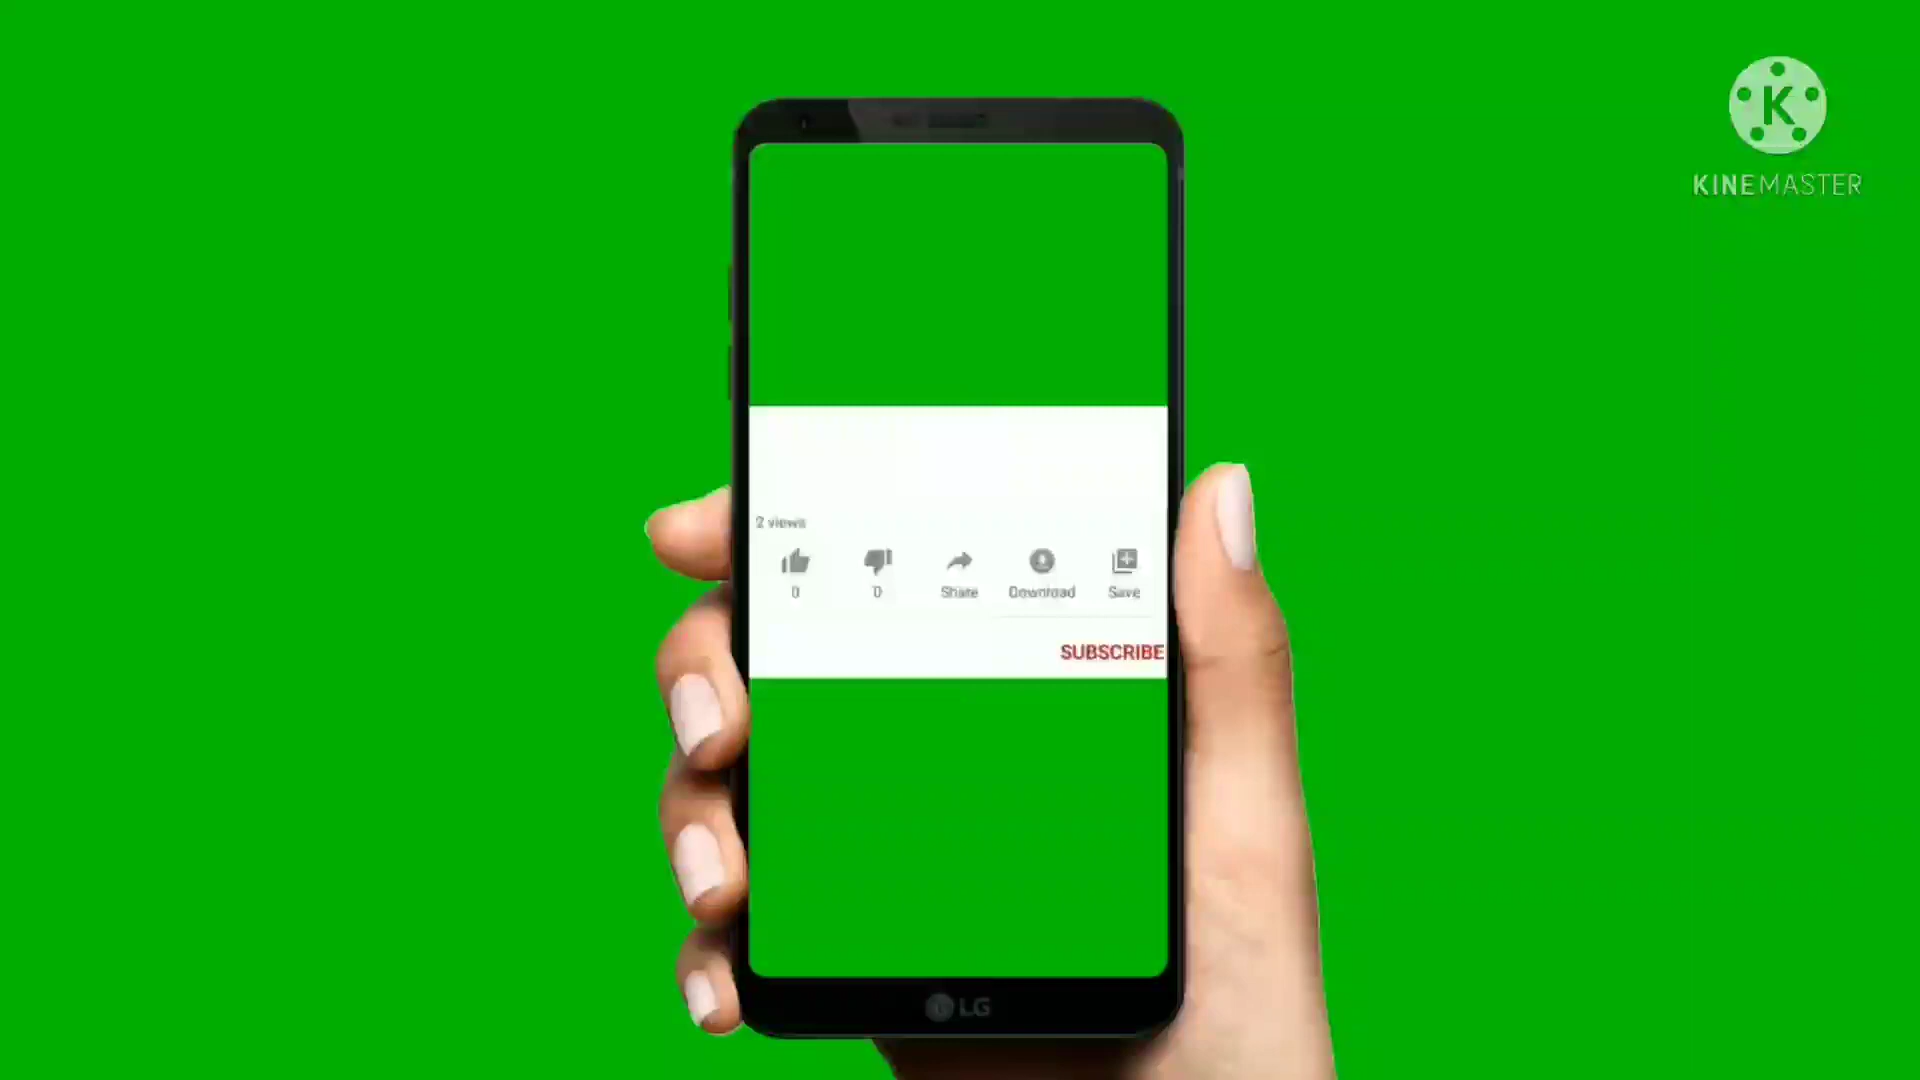 K
KINEMASTER
2 views
0 0 Share Download Save
SUBSCRIBE
LG